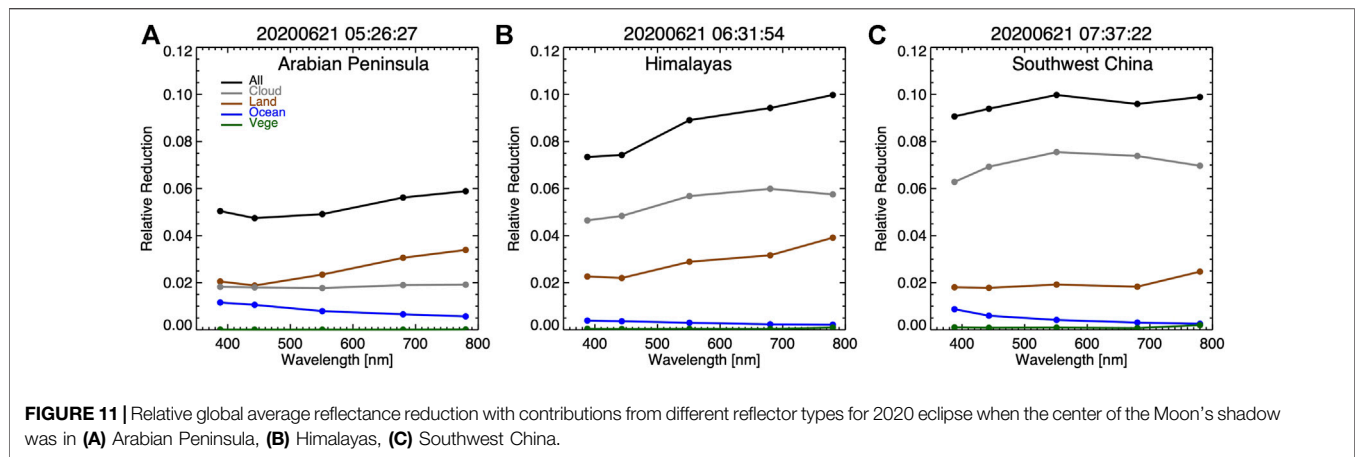 A
20200621 05:26:27
Arabian Peninsula
0.12
0.10
0.08
0.06
0.04
0.02
0.00
Relative Reduction
All
Cloud
Land
Ocean
Vege
400 500 600 700 800
Wavelength [nm]
B
20200621 06:31:54
Himalayas
0.12
0.10
0.08
0.06
0.04
0.02
0.00
Relative Reduction
400 500 600 700 800
Wavelength [nm]
C
20200621 07:37:22
Southwest China
0.12
0.10
0.08
0.06
0.04
0.02
0.00
Relative Reduction
400 500 600 700 800
Wavelength [nm]
FIGURE 11 | Relative global average reflectance reduction with contributions from different reflector types for 2020 eclipse when the center of the Moon's shadow
was in (A) Arabian Peninsula, (B) Himalayas, (C) Southwest China.